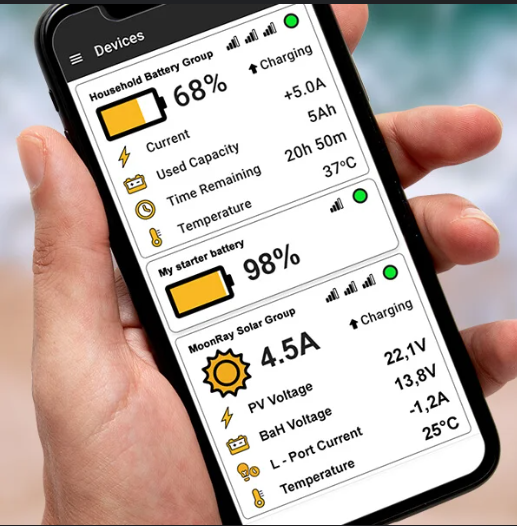 Devices
Household Battery Group
68%
Charging
Current +5.0A
Used Capacity 5Ah
Time Remaining 20h 50m
Temperature 37°C
My starter battery
98%
MoonRay Solar Group
4.5A
Charging
PV Voltage 22,1V
BaH Voltage 13,8V
L - Port Current -1,2A
Temperature 25°C